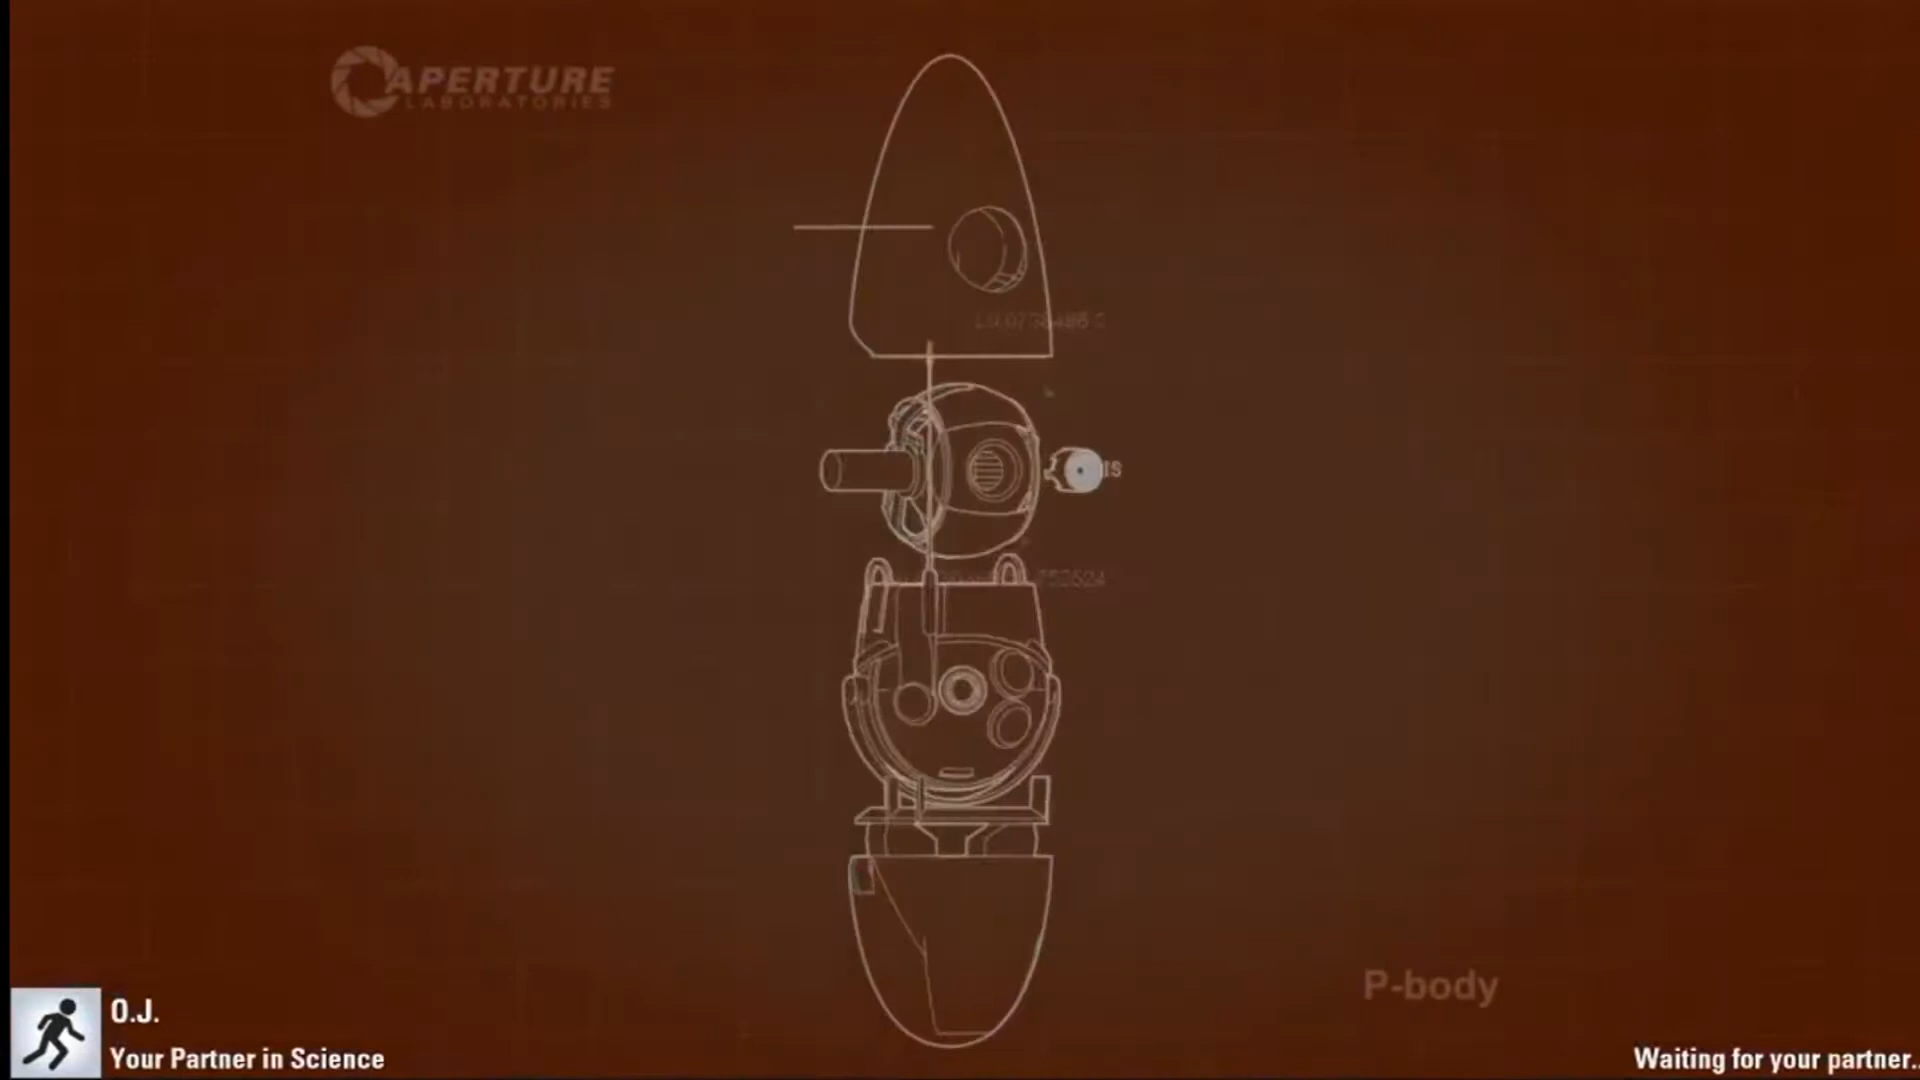 APERTURE
LABORATORIES
P-body
O.J.
Your Partner in Science
Waiting for your partner..